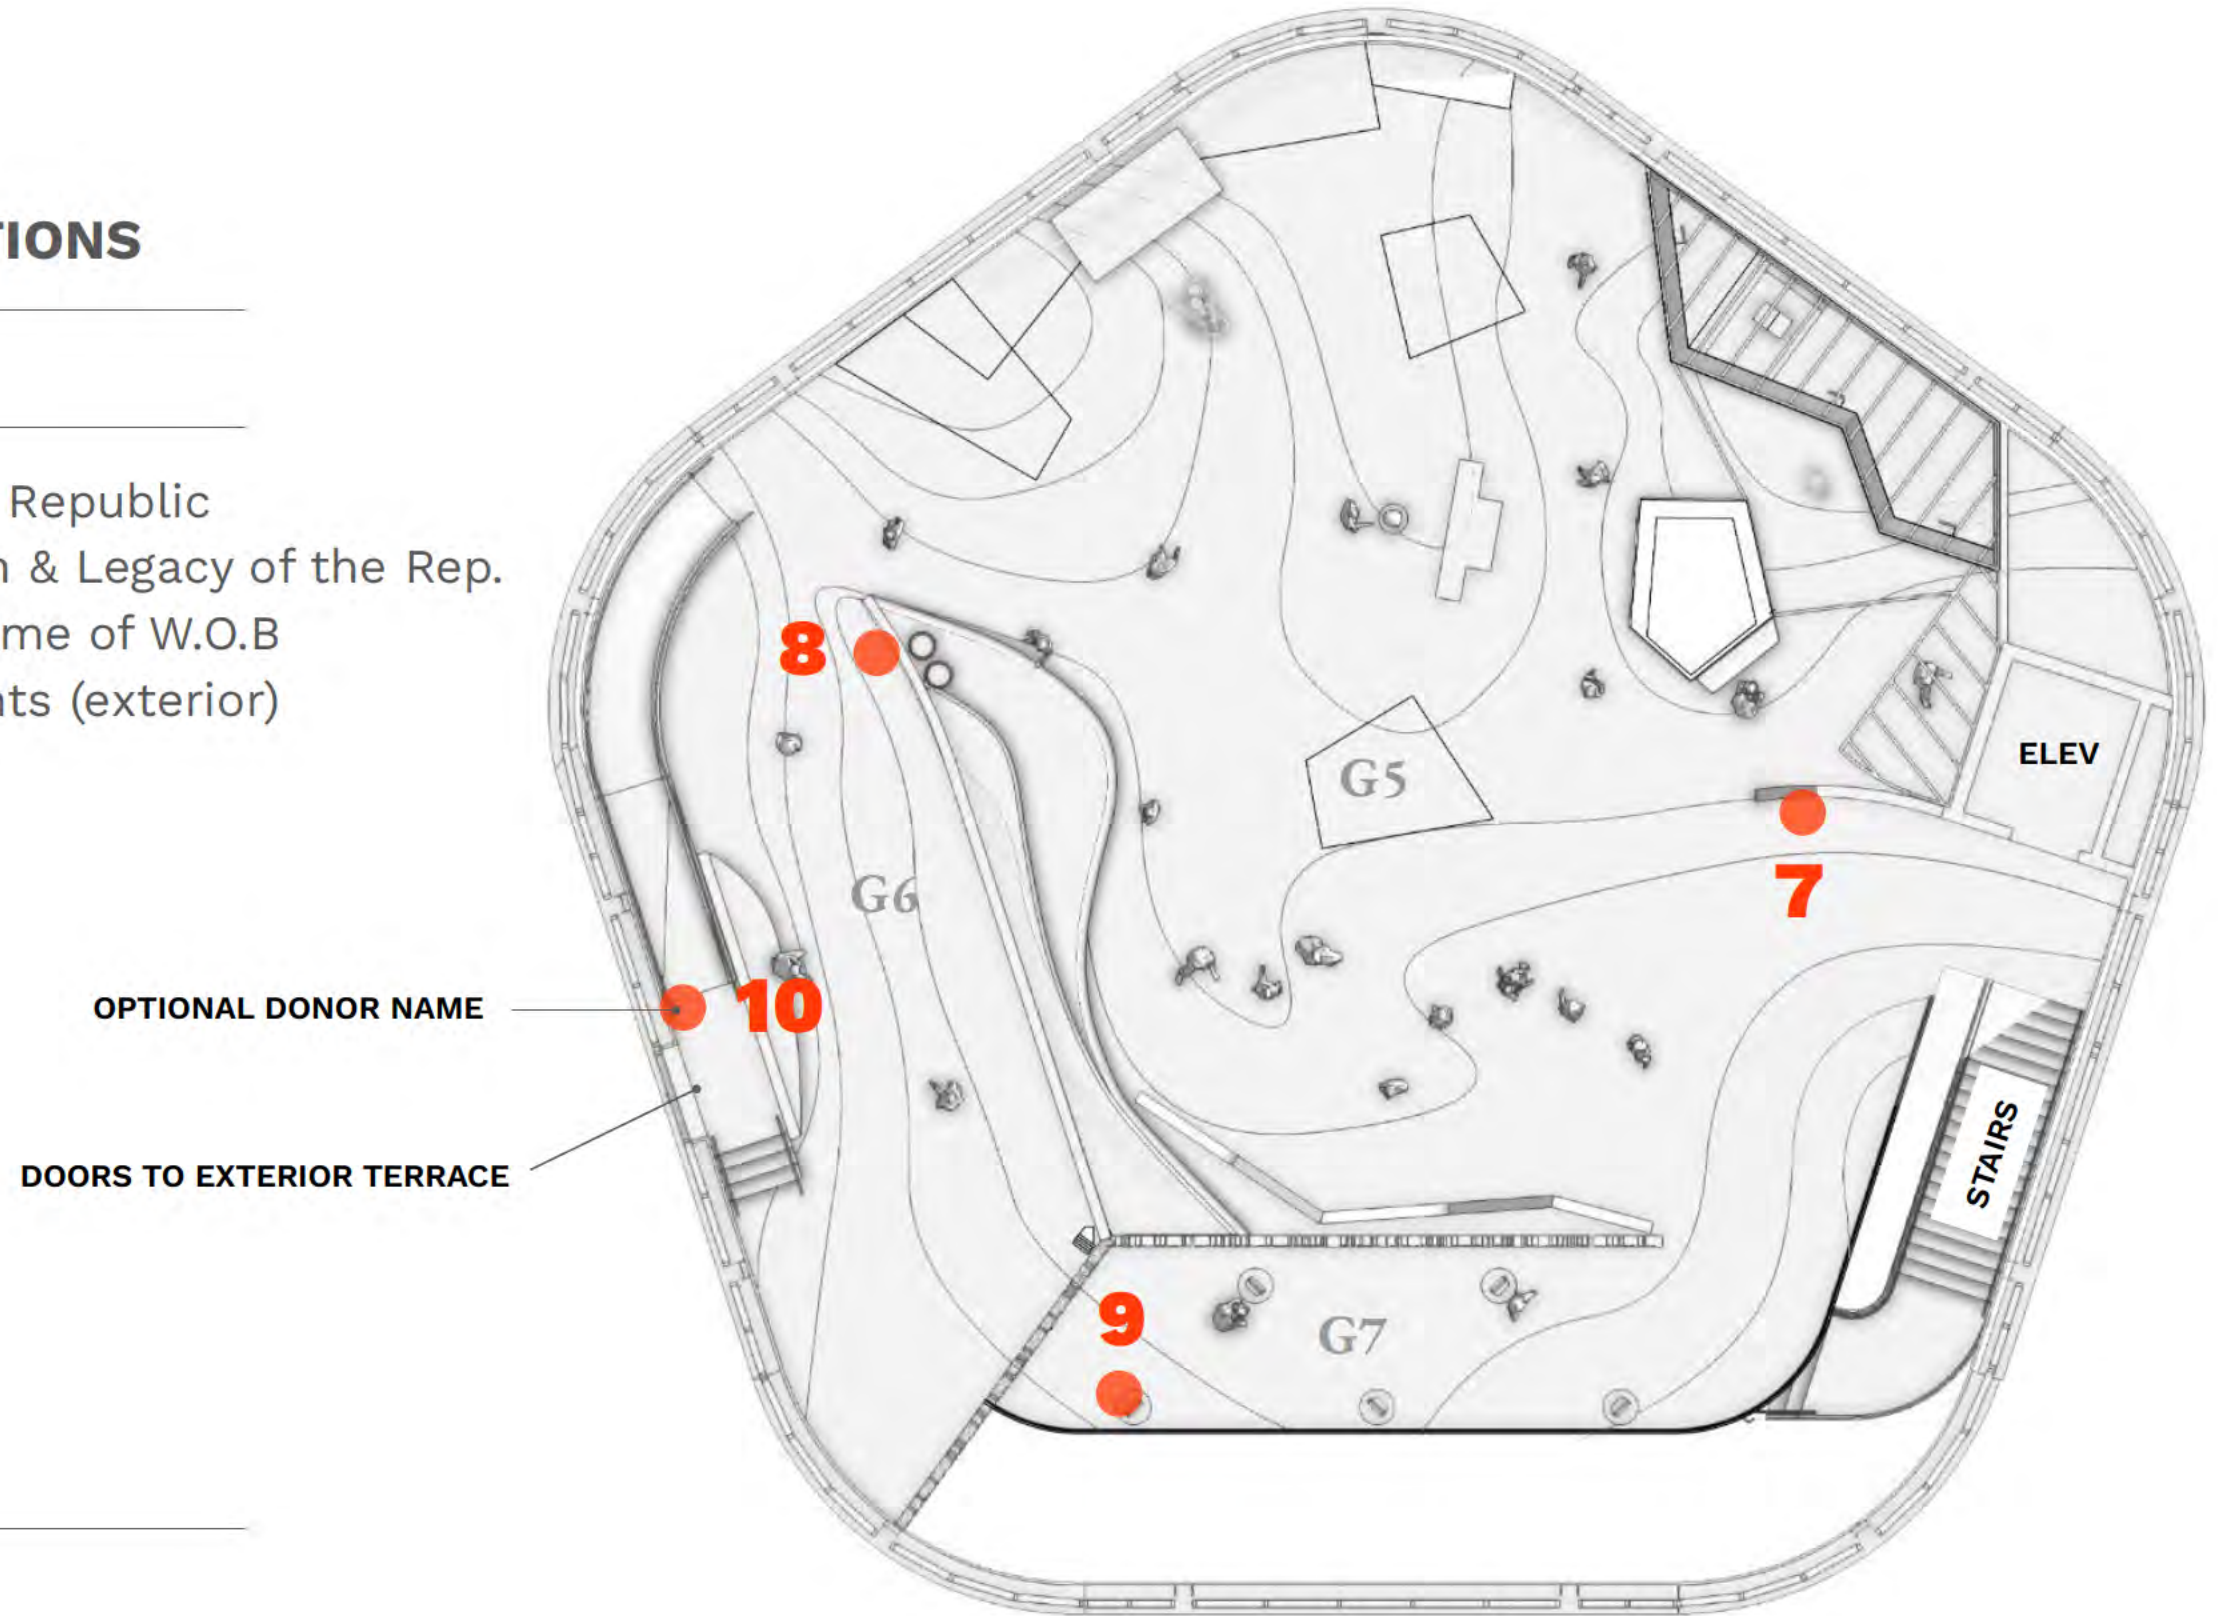 TIONS
Republic
n & Legacy of the Rep.
me of W.O.B
nts (exterior)
8
G5
ELEV
7
G6
OPTIONAL DONOR NAME
10
DOORS TO EXTERIOR TERRACE
STAIRS
9
G7